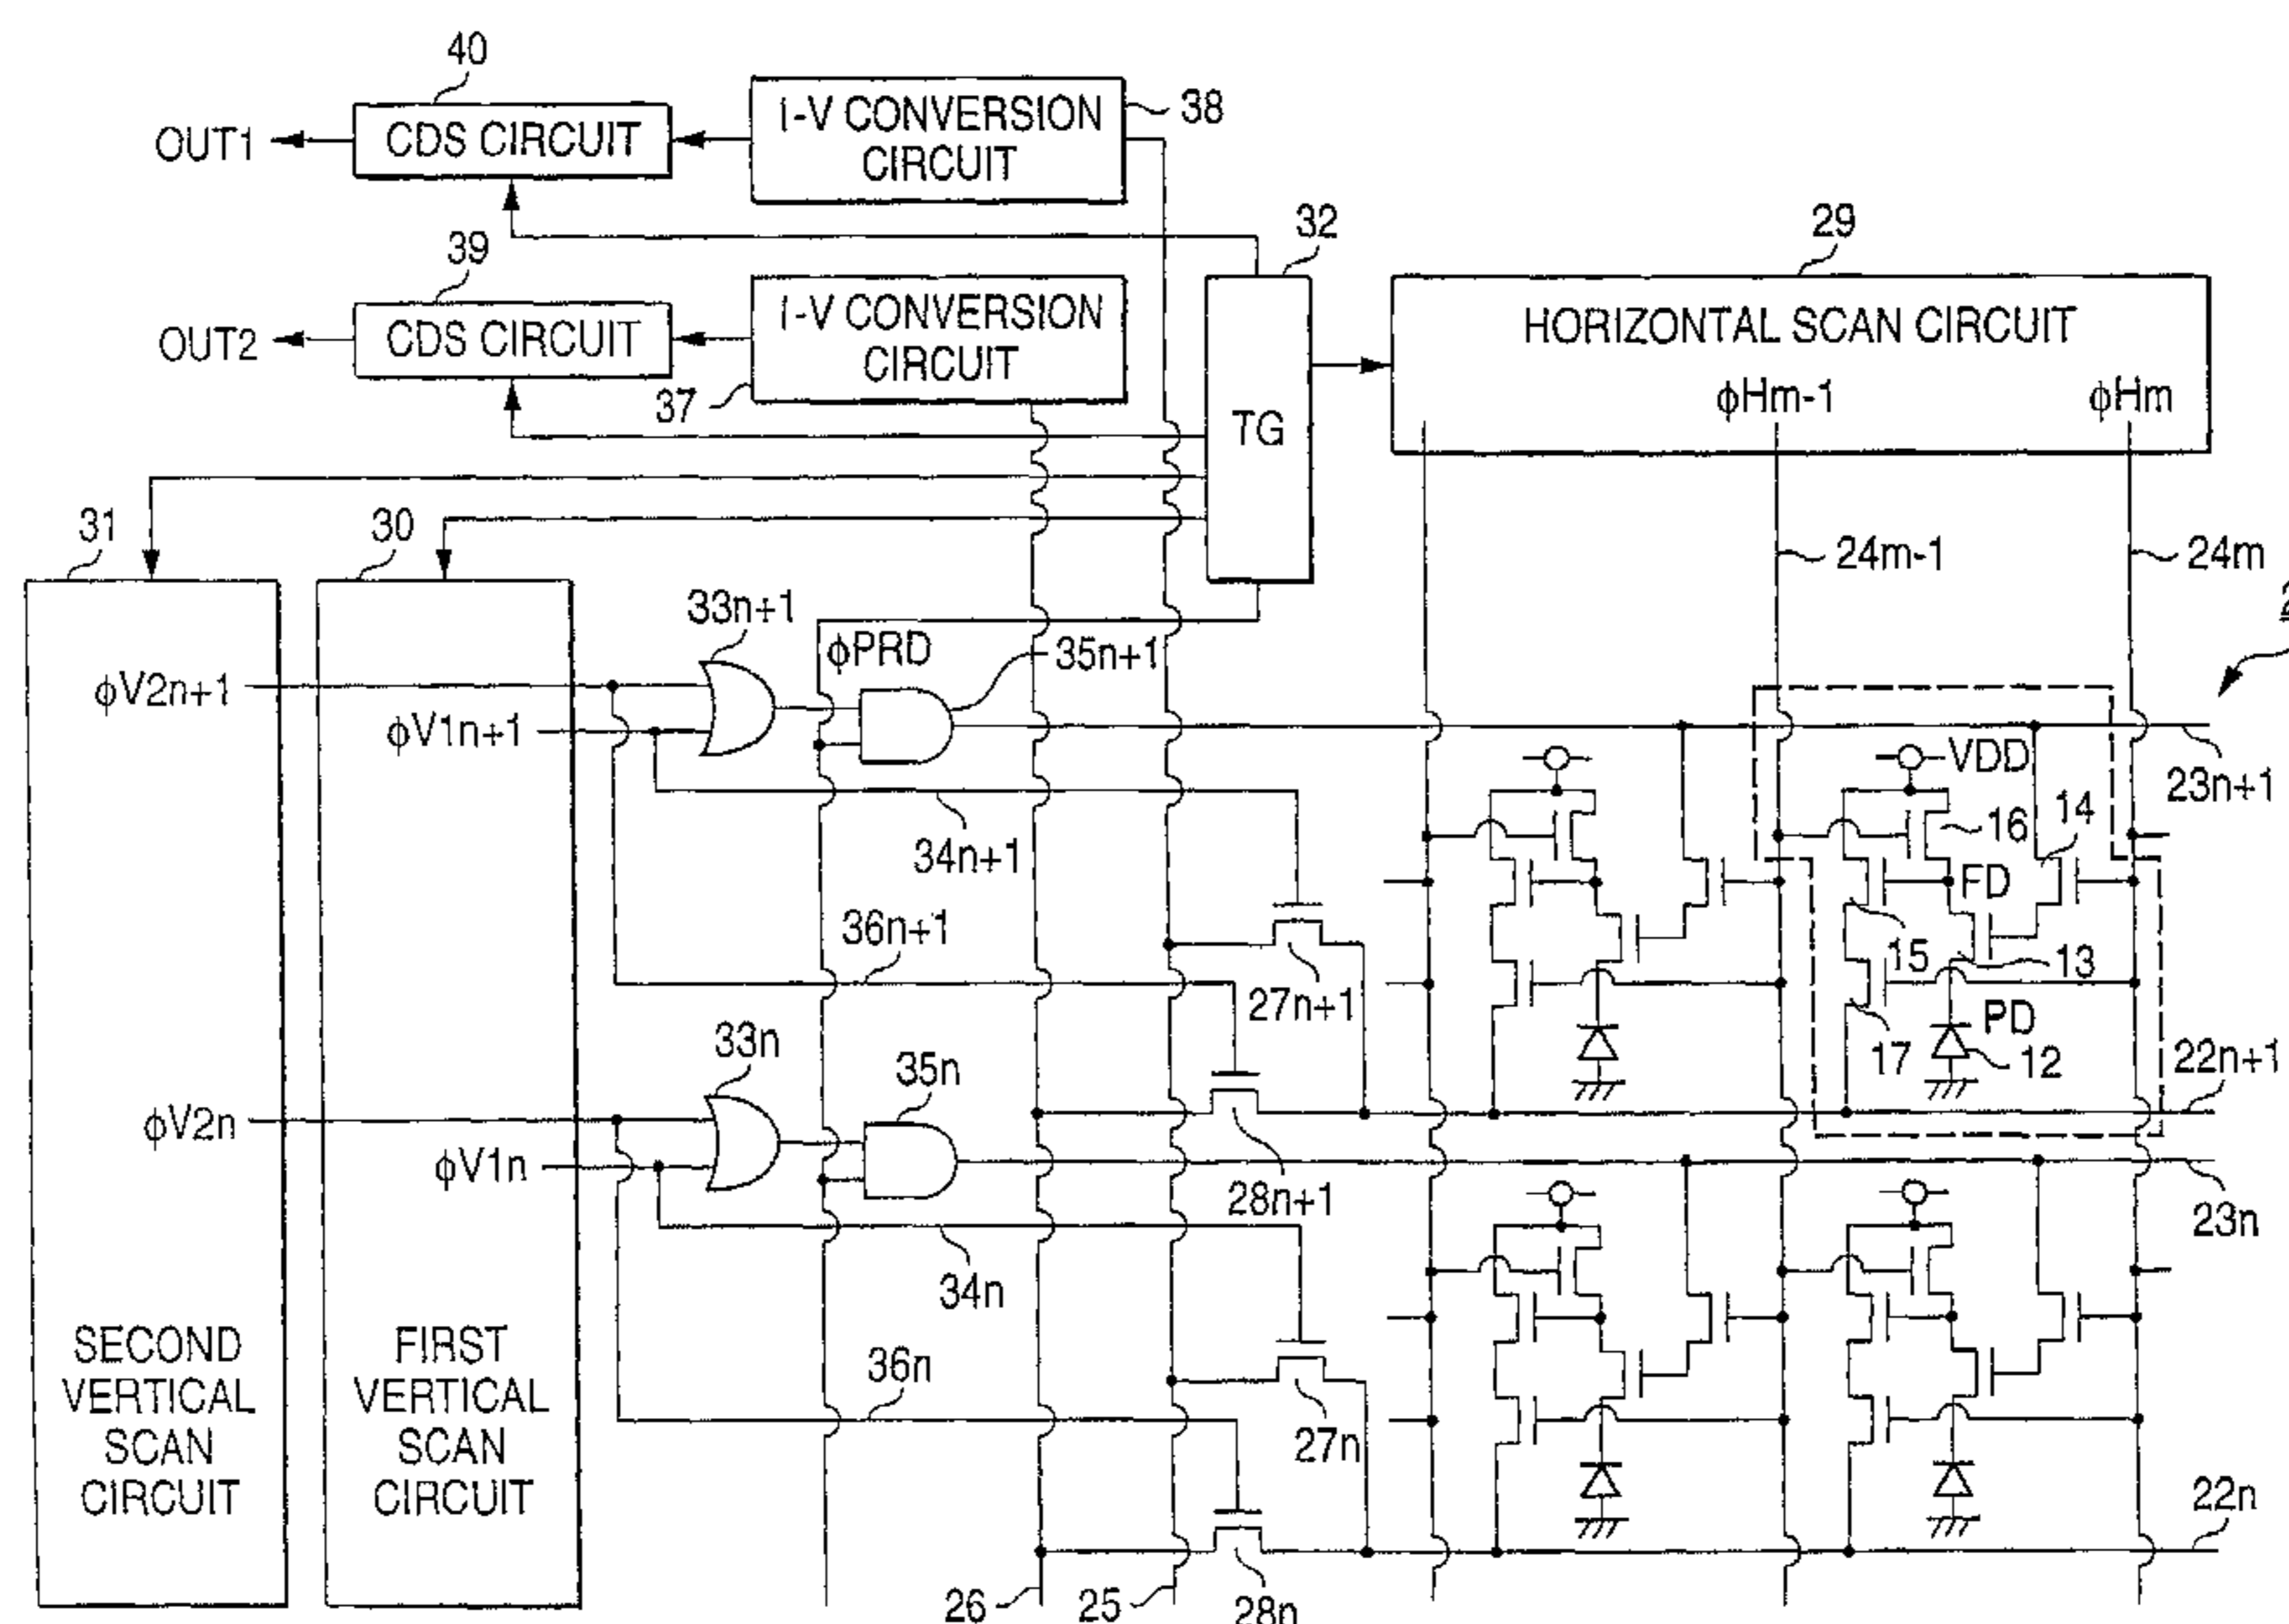 40
OUT1
CDS CIRCUIT
I-V CONVERSION
CIRCUIT
38
39
OUT2
CDS CIRCUIT
I-V CONVERSION
CIRCUIT
37
32
TG
29
HORIZONTAL SCAN CIRCUIT
φHm-1
φHm
31
30
24m-1
24m
33n+1
φPRD
35n+1
φV2n+1
φV1n+1
VDD
23n+1
34n+1
16
14
FD
36n+1
27n+1
15
13
PD
33n
35n
17
12
22n+1
φV2n
φV1n
28n+1
23n
34n
SECOND
VERTICAL
SCAN
CIRCUIT
FIRST
VERTICAL
SCAN
CIRCUIT
36n
27n
22n
26
25
28n